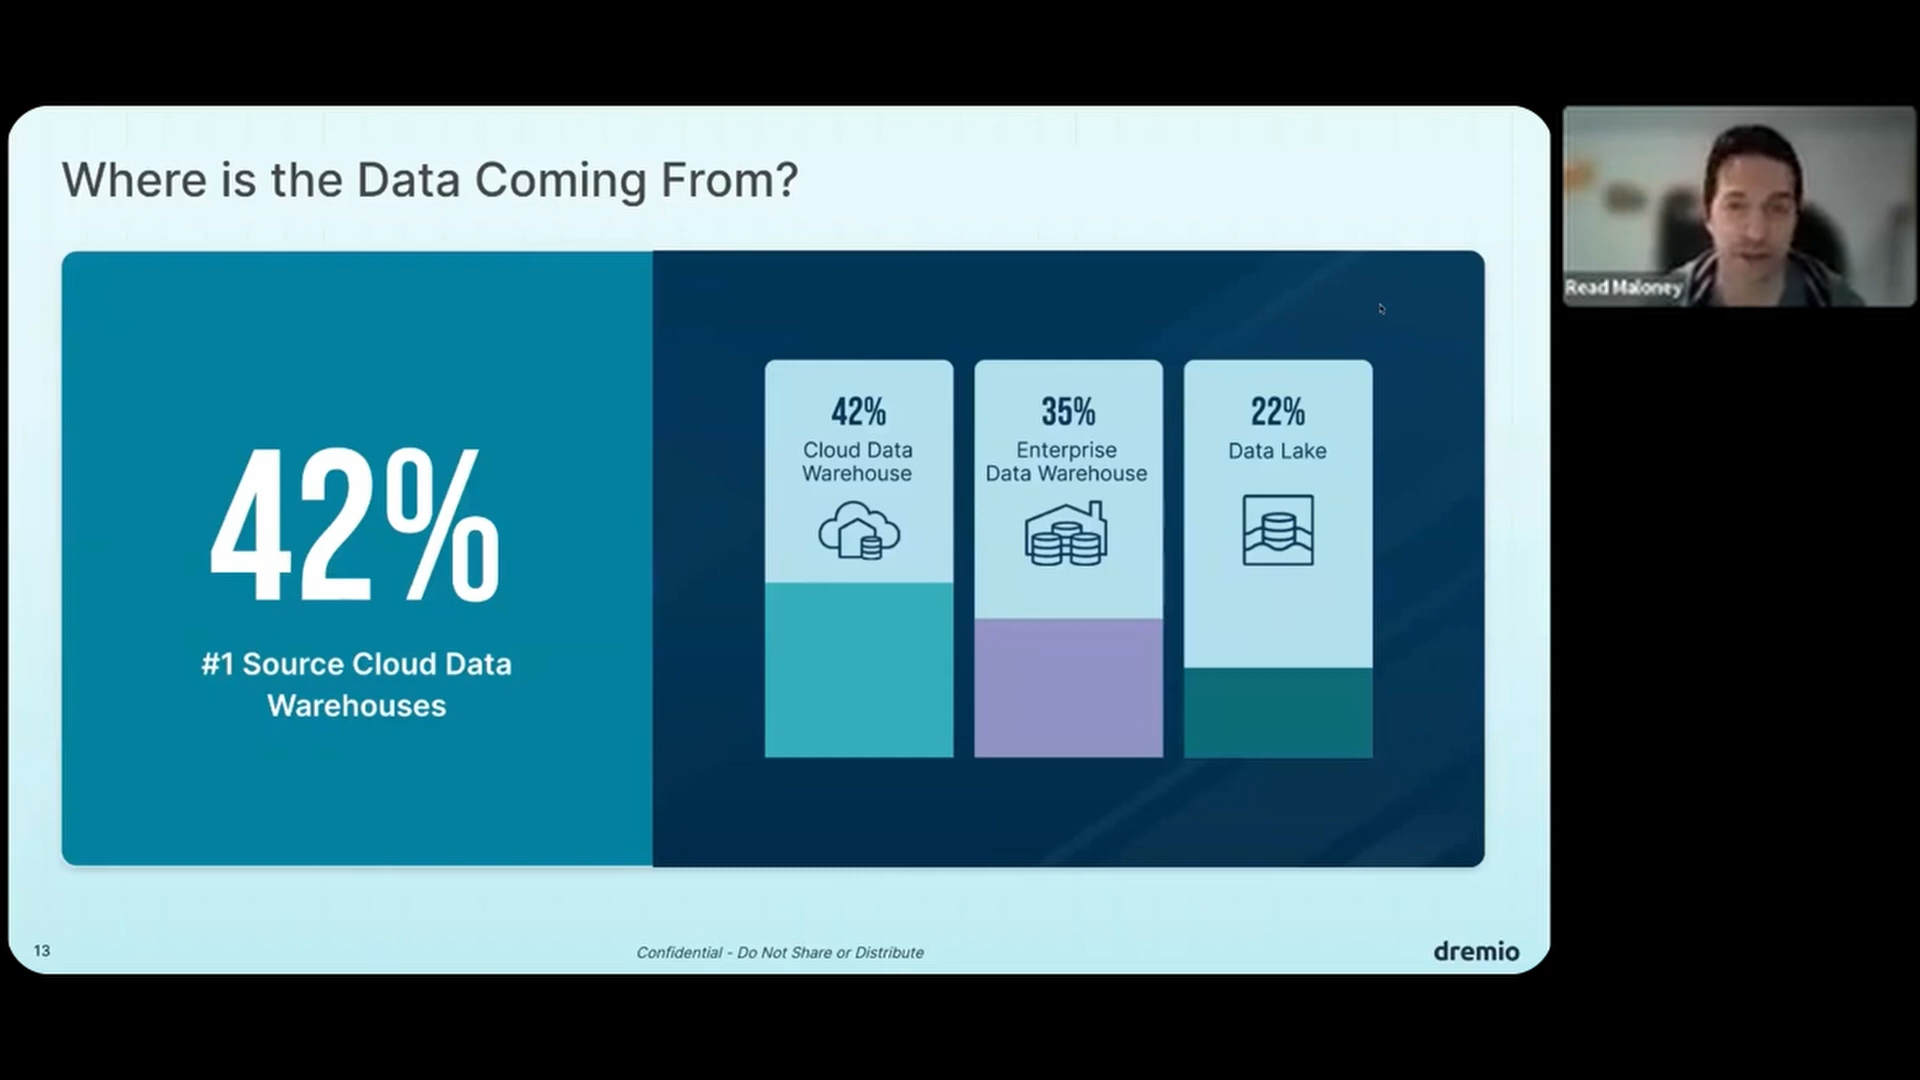 Where is the Data Coming From?
42%
#1 Source Cloud Data
Warehouses
42%
Cloud Data
Warehouse
35%
Enterprise
Data Warehouse
22%
Data Lake
13
Confidential - Do Not Share or Distribute
dremio
Read Maloney